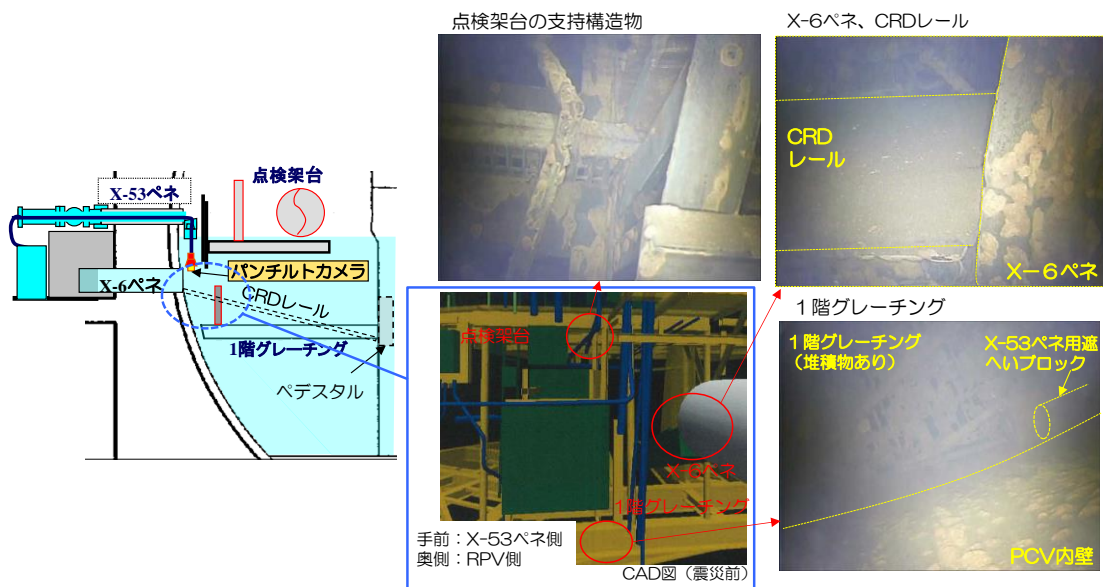 点検架台の支持構造物
X-6ペネ、CRDレール
CRD
レール
X-6ペネ
点検架台
X-53ペネ
パンチルトカメラ
X-6ペネ
CRDレール
1階グレーチング
ペデスタル
点検架台
X-6ペネ
1階グレーチング
手前：X-53ペネ側
奥側：RPV側
CAD図（震災前）
１階グレーチング
１階グレーチング
（堆積物あり）
X-53ペネ用遮
へいブロック
PCV内壁